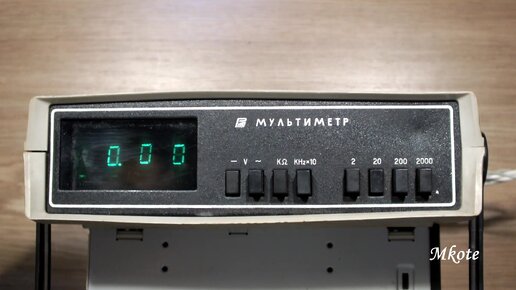 МУЛЬТИМЕТР
0.00
— V ~ KΩ KHz×10 2 20 200 2000
Mkote